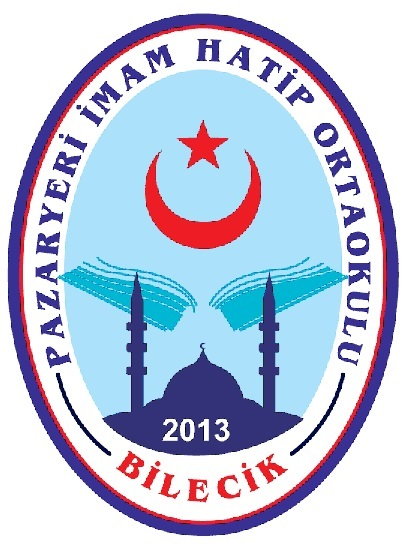 PAZARYERİ İMAM HATİP ORTAOKULU
2013
BİLECİK